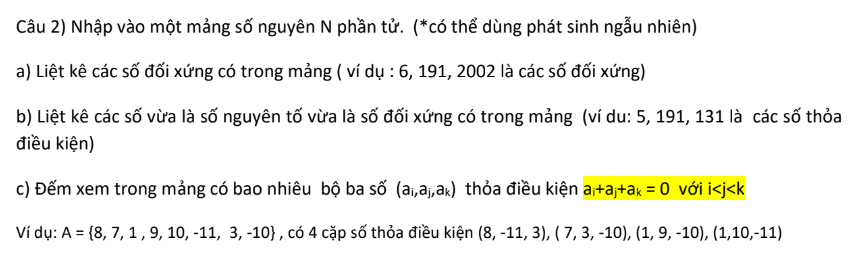 Câu 2) Nhập vào một mảng số nguyên N phần tử. (*có thể dùng phát sinh ngẫu nhiên)
a) Liệt kê các số đối xứng có trong mảng ( ví dụ : 6, 191, 2002 là các số đối xứng)
b) Liệt kê các số vừa là số nguyên tố vừa là số đối xứng có trong mảng (ví du: 5, 191, 131 là các số thỏa
điều kiện)
c) Đếm xem trong mảng có bao nhiêu bộ ba số (aᵢ,aⱼ,aₖ) thỏa điều kiện aᵢ+aⱼ+aₖ = 0 với i<j<k
Ví dụ: A = {8, 7, 1 , 9, 10, -11, 3, -10} , có 4 cặp số thỏa điều kiện (8, -11, 3), ( 7, 3, -10), (1, 9, -10), (1,10,-11)